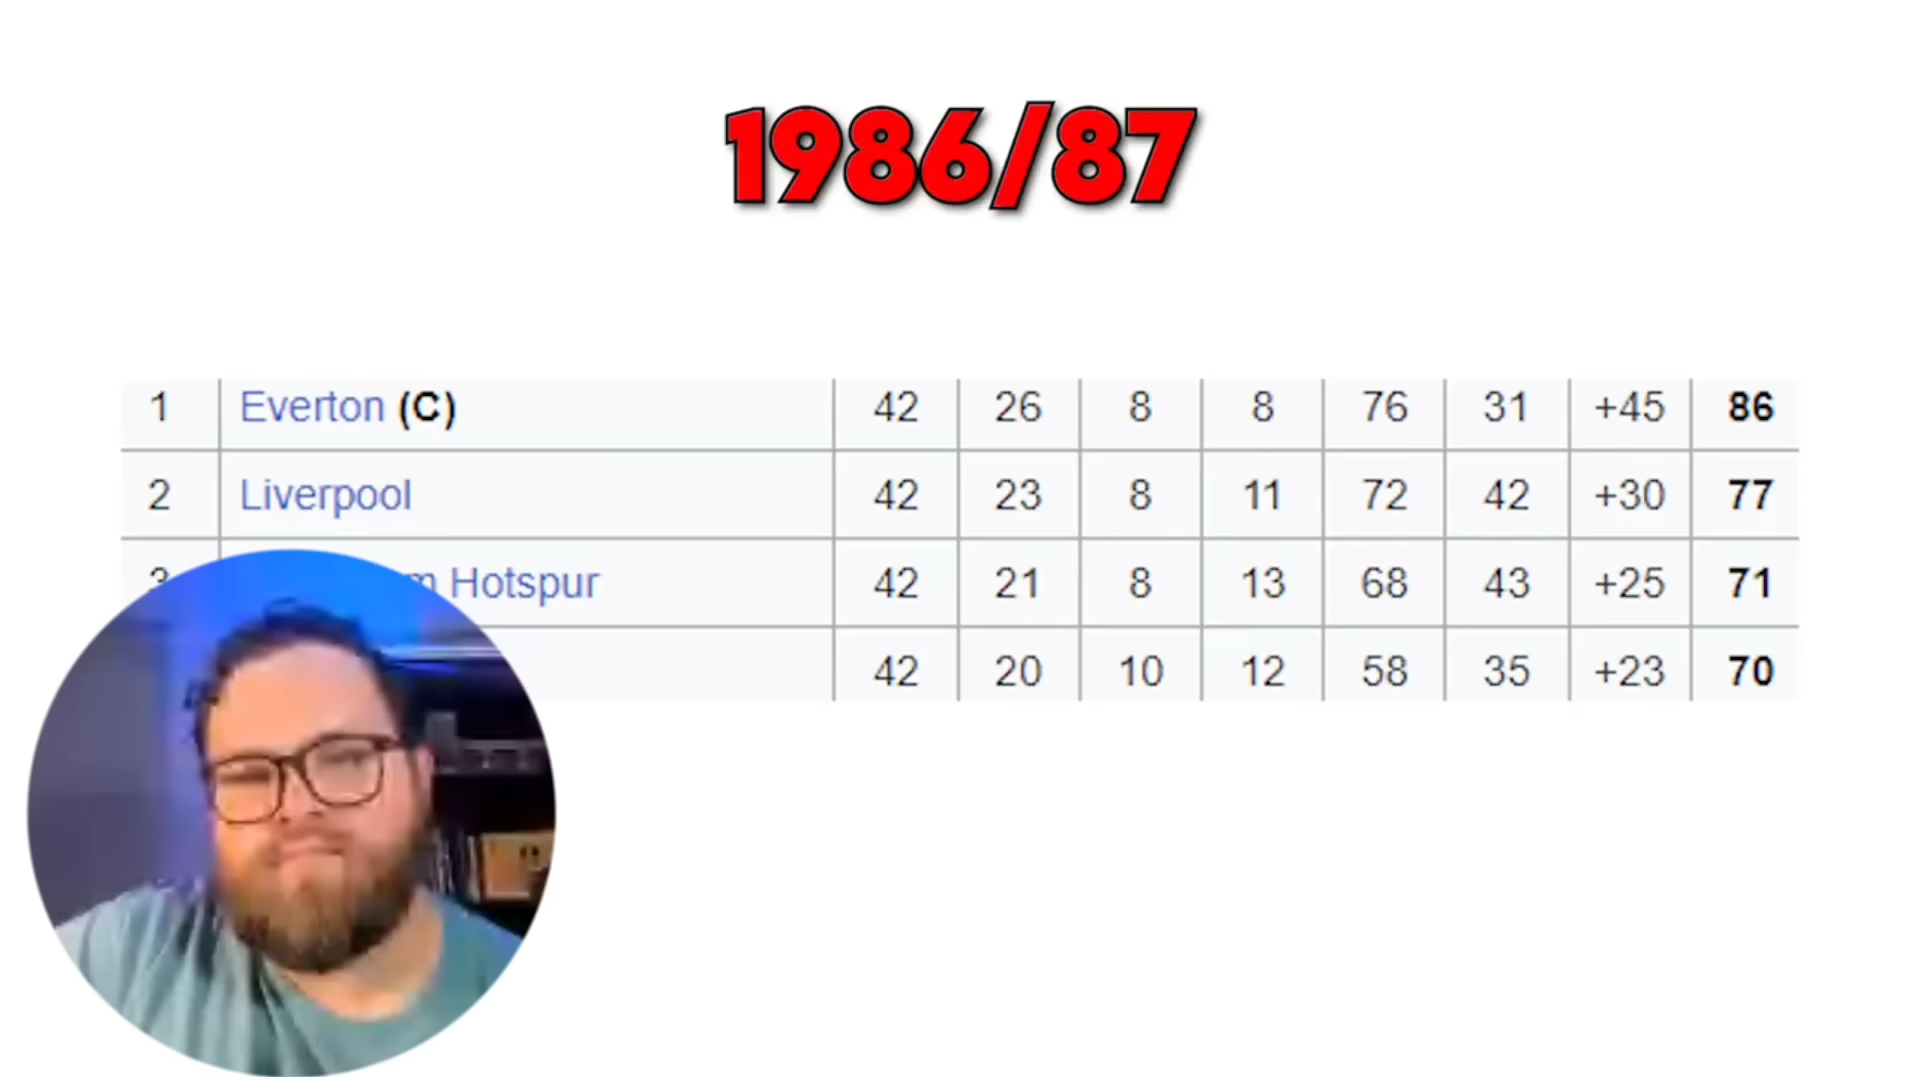 1986/87
1 Everton (C) 42 26 8 8 76 31 +45 86
2 Liverpool 42 23 8 11 72 42 +30 77
Hotspur 42 21 8 13 68 43 +25 71
42 20 10 12 58 35 +23 70